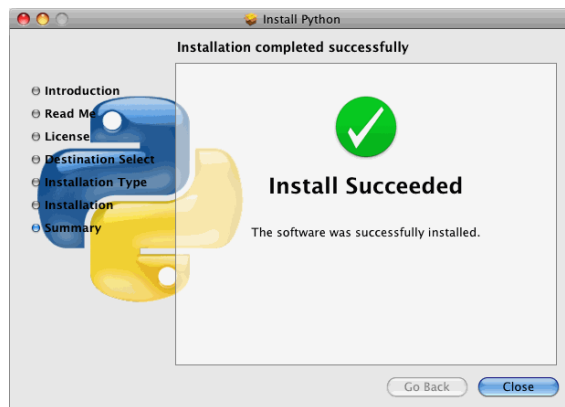 Install Python
Installation completed successfully
Introduction
Read Me
License
Destination Select
Installation Type
Installation
Summary
Install Succeeded
The software was successfully installed.
Go Back
Close